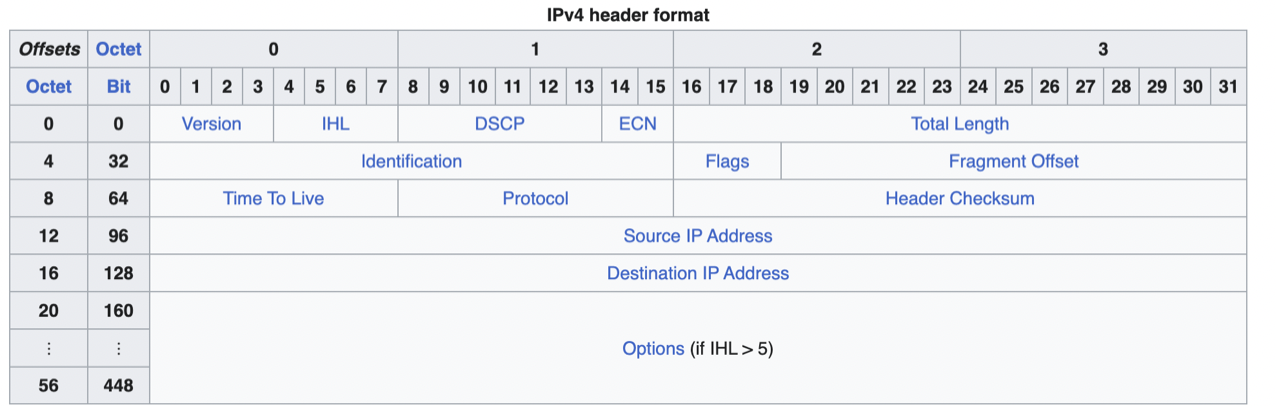 IPv4 header format
Offsets Octet 0 1 2 3
Octet Bit 0 1 2 3 4 5 6 7 8 9 10 11 12 13 14 15 16 17 18 19 20 21 22 23 24 25 26 27 28 29 30 31
0 0 Version IHL DSCP ECN Total Length
4 32 Identification Flags Fragment Offset
8 64 Time To Live Protocol Header Checksum
12 96 Source IP Address
16 128 Destination IP Address
20 160
⋮ ⋮ Options (if IHL > 5)
56 448